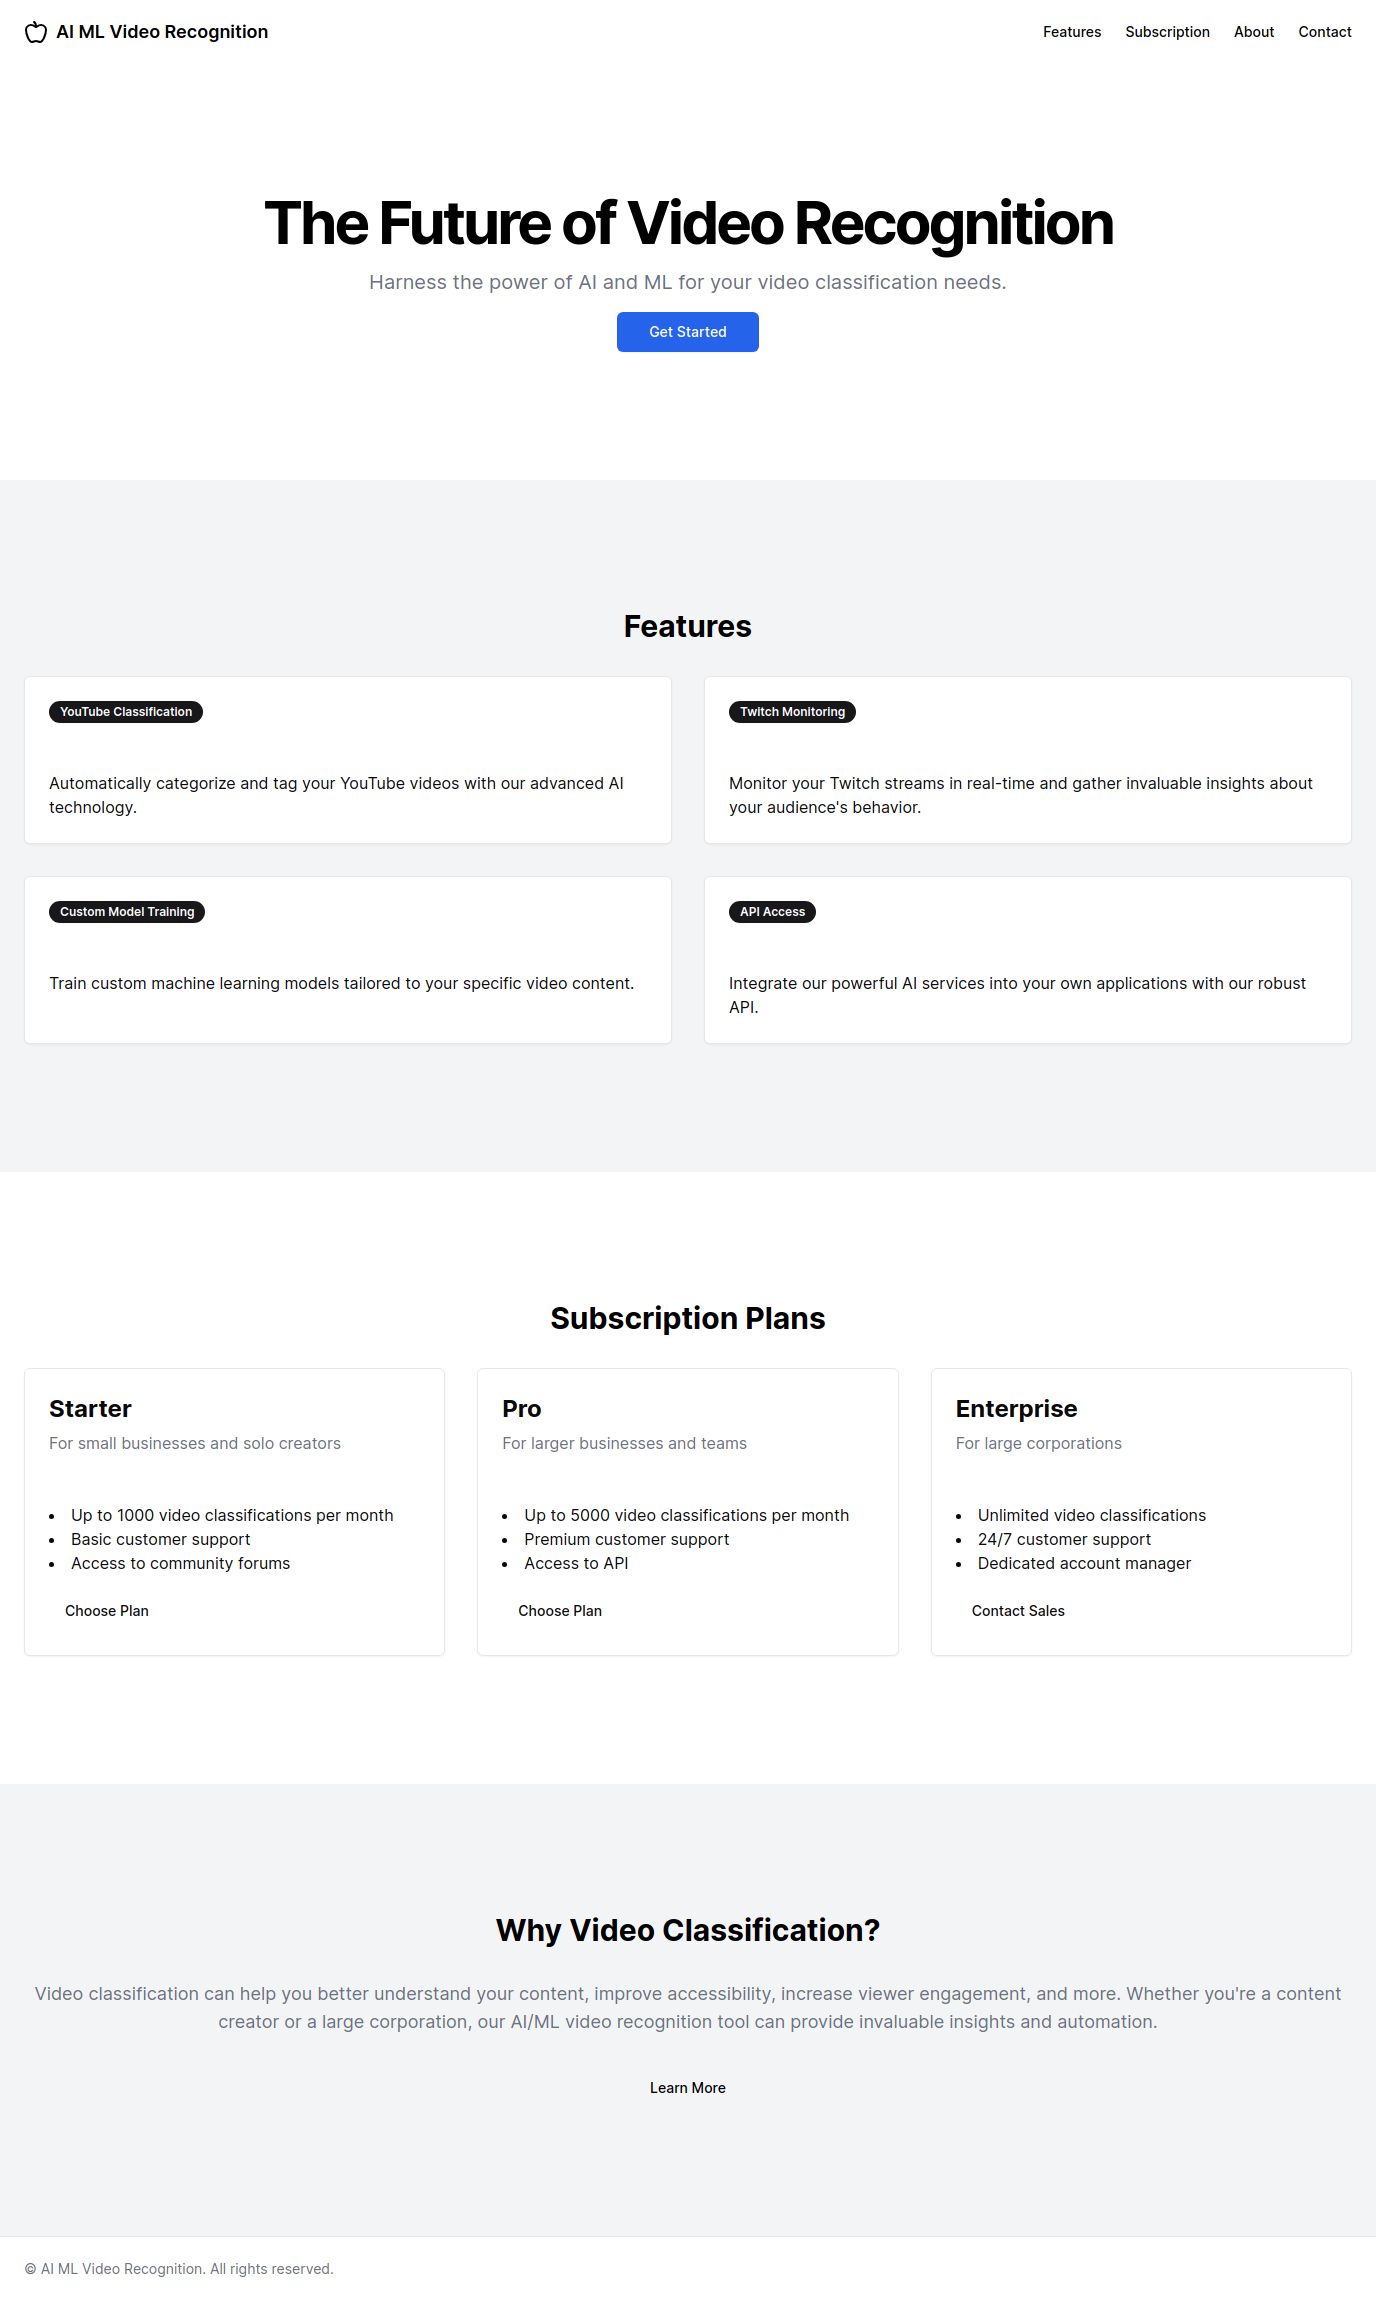 AI ML Video Recognition
Features Subscription About Contact
The Future of Video Recognition
Harness the power of AI and ML for your video classification needs.
Get Started
Features
YouTube Classification
Automatically categorize and tag your YouTube videos with our advanced AI
technology.
Twitch Monitoring
Monitor your Twitch streams in real-time and gather invaluable insights about
your audience's behavior.
Custom Model Training
Train custom machine learning models tailored to your specific video content.
API Access
Integrate our powerful AI services into your own applications with our robust
API.
Subscription Plans
Starter
For small businesses and solo creators
• Up to 1000 video classifications per month
• Basic customer support
• Access to community forums
Choose Plan
Pro
For larger businesses and teams
• Up to 5000 video classifications per month
• Premium customer support
• Access to API
Choose Plan
Enterprise
For large corporations
• Unlimited video classifications
• 24/7 customer support
• Dedicated account manager
Contact Sales
Why Video Classification?
Video classification can help you better understand your content, improve accessibility, increase viewer engagement, and more. Whether you're a content
creator or a large corporation, our AI/ML video recognition tool can provide invaluable insights and automation.
Learn More
© AI ML Video Recognition. All rights reserved.